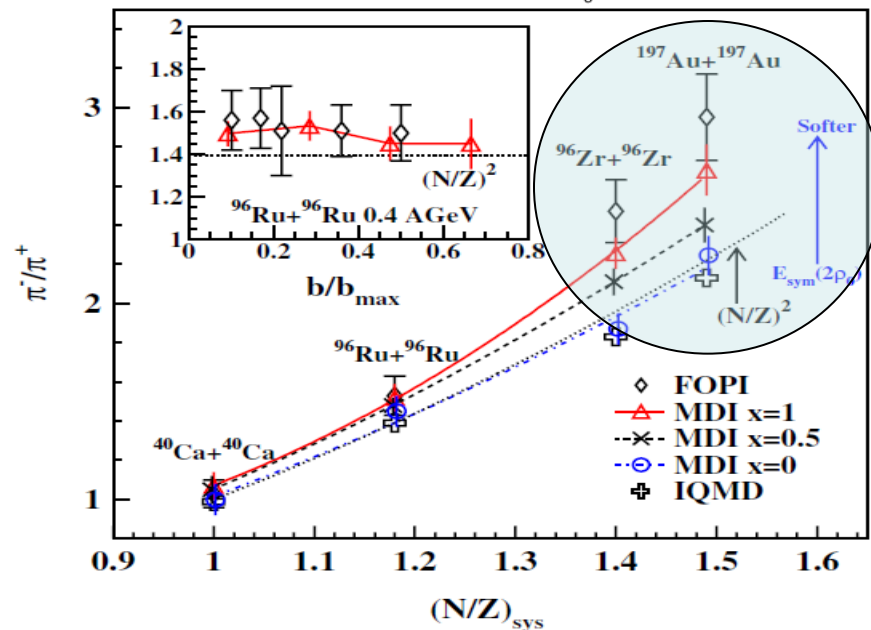 3
2
1
π⁻/π⁺
2
1.8
1.6
1.4
1.2
1
0
0.2
0.4
0.6
0.8
b/b_max
(N/Z)²
⁹⁶Ru+⁹⁶Ru 0.4 AGeV
¹⁹⁷Au+¹⁹⁷Au
⁹⁶Zr+⁹⁶Zr
Softer
E_sym(2ρ₀)
(N/Z)²
⁹⁶Ru+⁹⁶Ru
⁴⁰Ca+⁴⁰Ca
FOPI
MDI x=1
MDI x=0.5
MDI x=0
IQMD
0.9
1
1.1
1.2
1.3
1.4
1.5
1.6
(N/Z)_sys